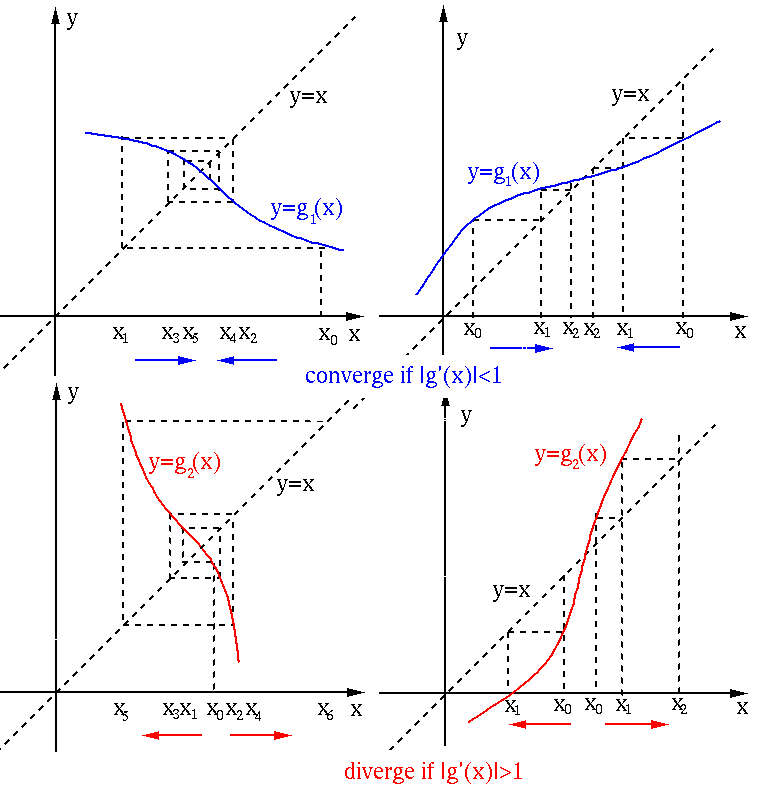 y
y=x
y=g₁(x)
x₁ x₃ x₅ x₄ x₂ x₀ x
y
y=x
y=g₁(x)
x₀ x₁ x₂ x₂ x₁ x₀ x
converge if |g'(x)|<1
y
y=g₂(x)
y=x
x₅ x₃ x₁ x₀ x₂ x₄ x₆ x
y
y=g₂(x)
y=x
x₁ x₀ x₀ x₁ x₂ x
diverge if |g'(x)|>1